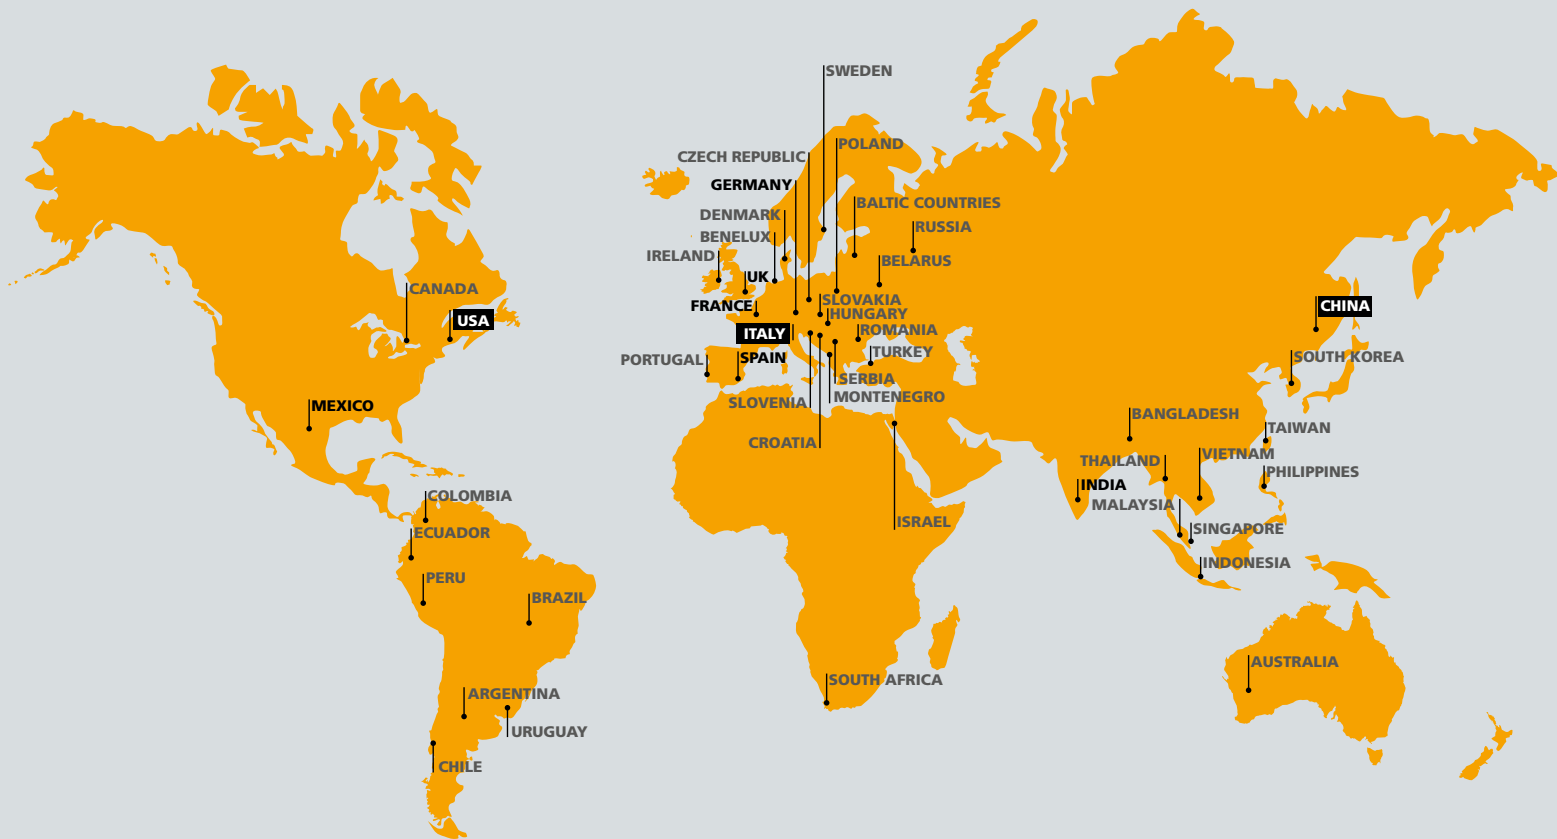 SWEDEN
POLAND
CZECH REPUBLIC
GERMANY
BALTIC COUNTRIES
DENMARK
RUSSIA
BENELUX
IRELAND
BELARUS
UK
CANADA
SLOVAKIA
FRANCE
CHINA
HUNGARY
USA
ROMANIA
ITALY
TURKEY
SOUTH KOREA
PORTUGAL
SPAIN
SERBIA
MONTENEGRO
SLOVENIA
MEXICO
BANGLADESH
TAIWAN
CROATIA
VIETNAM
THAILAND
PHILIPPINES
INDIA
COLOMBIA
MALAYSIA
ISRAEL
SINGAPORE
ECUADOR
INDONESIA
PERU
BRAZIL
AUSTRALIA
SOUTH AFRICA
ARGENTINA
URUGUAY
CHILE